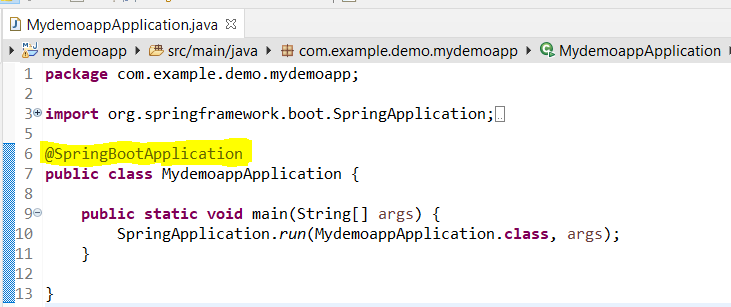 MydemoappApplication.java
mydemoapp src/main/java com.example.demo.mydemoapp MydemoappApplication
1 package com.example.demo.mydemoapp;
2
3 import org.springframework.boot.SpringApplication;
5
6 @SpringBootApplication
7 public class MydemoappApplication {
8
9 public static void main(String[] args) {
10 SpringApplication.run(MydemoappApplication.class, args);
11 }
12
13 }